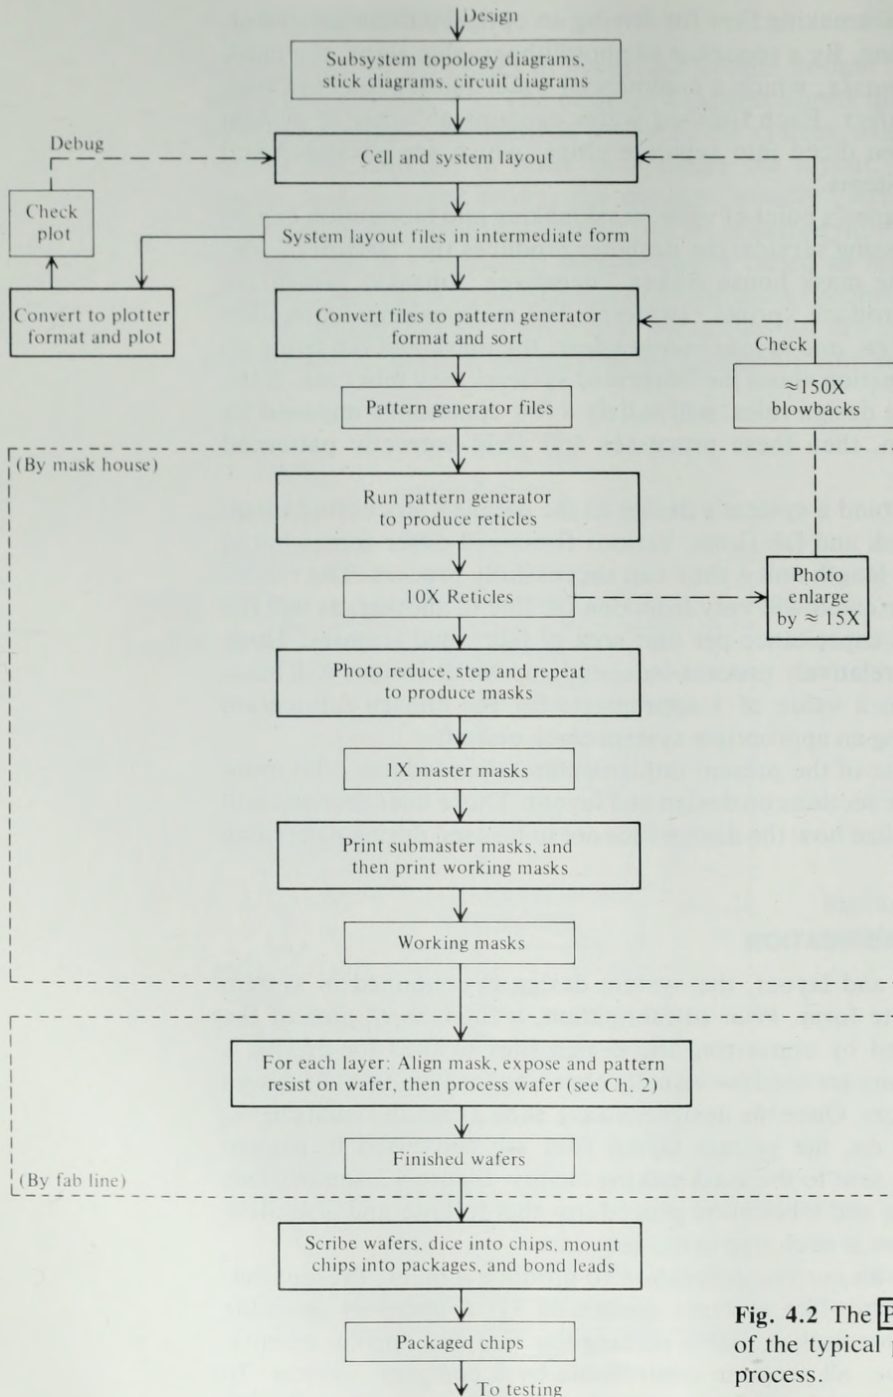 Design
Subsystem topology diagrams,
stick diagrams, circuit diagrams
Debug
Cell and system layout
Check
plot
System layout files in intermediate form
Convert to plotter
format and plot
Convert files to pattern generator
format and sort
Check
≈150X
blowbacks
Pattern generator files
(By mask house)
Run pattern generator
to produce reticles
10X Reticles
Photo
enlarge
by ≈ 15X
Photo reduce, step and repeat
to produce masks
1X master masks
Print submaster masks, and
then print working masks
Working masks
For each layer: Align mask, expose and pattern
resist on wafer, then process wafer (see Ch. 2)
Finished wafers
(By fab line)
Scribe wafers, dice into chips, mount
chips into packages, and bond leads
Packaged chips
To testing
Fig. 4.2 The
of the typical
process.